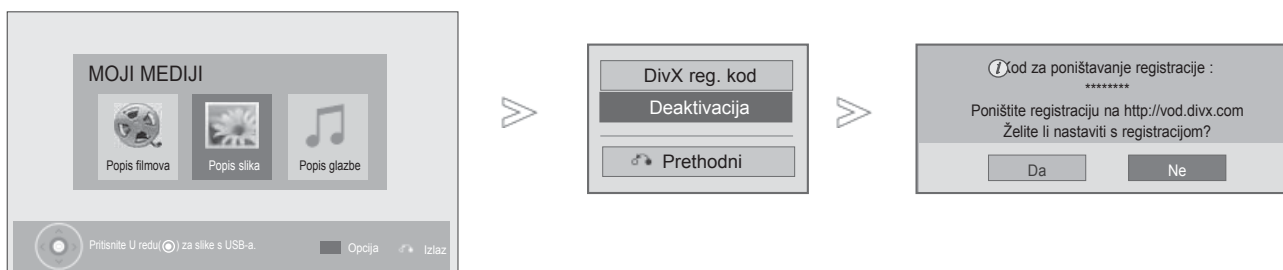 MOJI MEDIJI
Popis filmova
Popis slika
Popis glazbe
Pritisnite U redu(◉) za slike s USB-a.
Opcija
Izlaz
DivX reg. kod
Deaktivacija
Prethodni
Kod za poništavanje registracije :
********
Poništite registraciju na http://vod.divx.com
Želite li nastaviti s registracijom?
Da
Ne